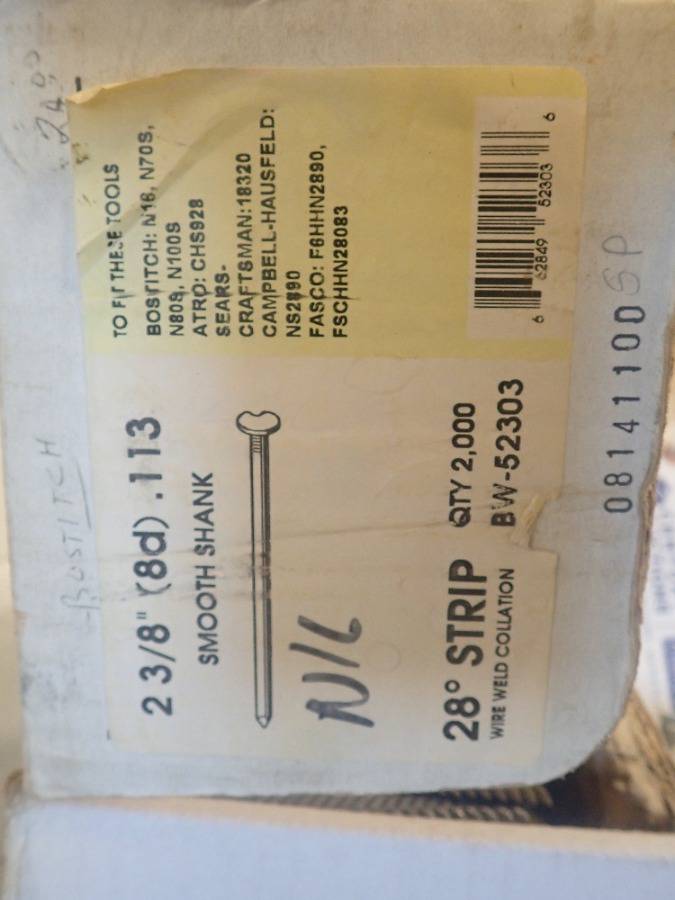 24.00
BOSTITCH
2 3/8" (8d) .113
SMOOTH SHANK
N16
28° STRIP QTY 2,000
WIRE WELD COLLATION BW-52303
TO FIT THESE TOOLS
BOSTITCH: N16, N70S,
N80S, N100S
ATRO: CHS928
SEARS-
CRAFTSMAN:18320
CAMPBELL-HAUSFELD:
NS2890
FASCO: F6HHN2890,
FSCHHN28083
6 62849 52303 6
08141100 SP